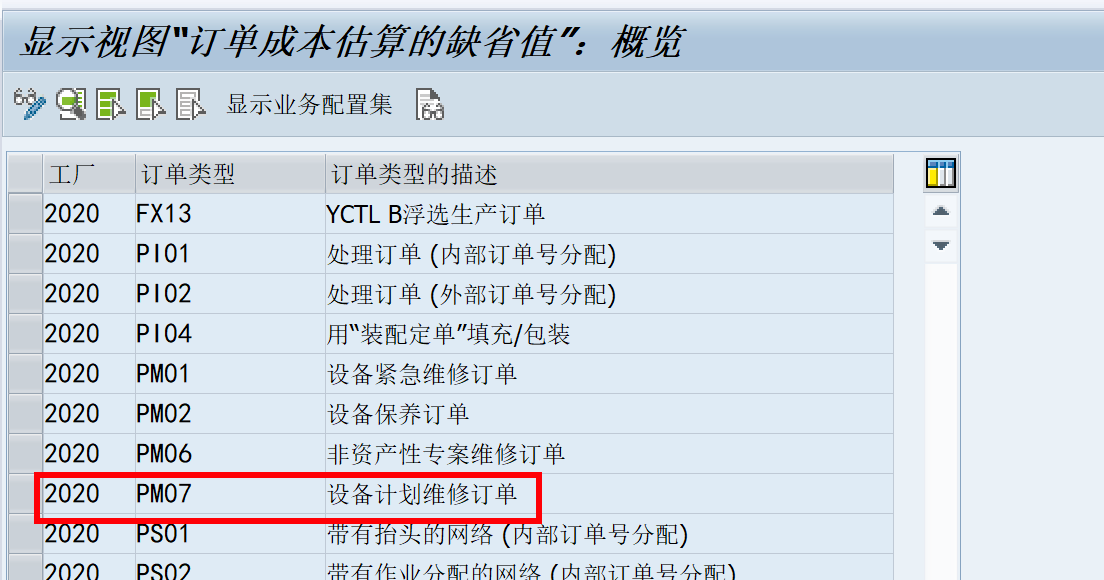 显示视图"订单成本估算的缺省值"：概览
显示业务配置集
工厂 订单类型 订单类型的描述
2020 FX13 YCTL B浮选生产订单
2020 PI01 处理订单 (内部订单号分配)
2020 PI02 处理订单 (外部订单号分配)
2020 PI04 用“装配定单”填充/包装
2020 PM01 设备紧急维修订单
2020 PM02 设备保养订单
2020 PM06 非资产性专案维修订单
2020 PM07 设备计划维修订单
2020 PS01 带有抬头的网络 (内部订单号分配)
2020 PS02 带有作业分配的网络 (内部订单号分配)